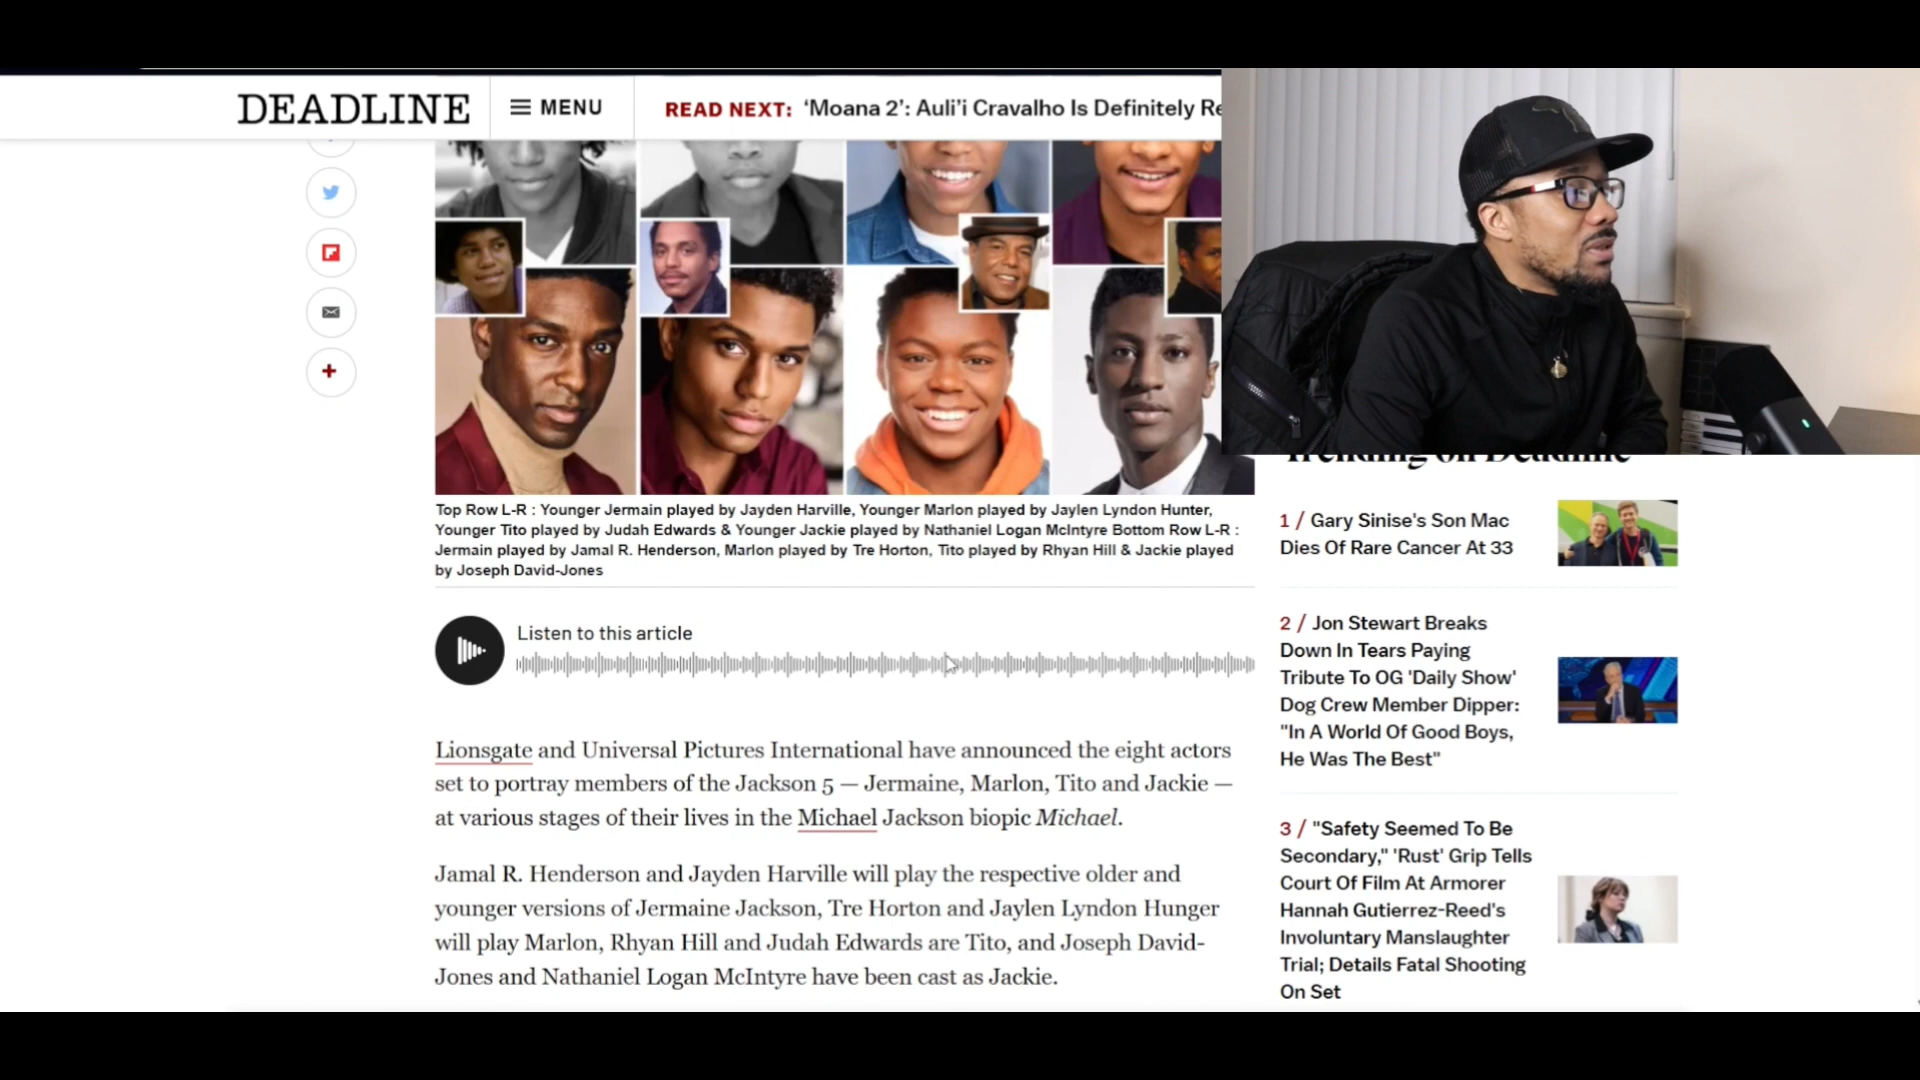 DEADLINE
MENU
READ NEXT: ‘Moana 2’: Auli’i Cravalho Is Definitely Re
Top Row L-R : Younger Jermain played by Jayden Harville, Younger Marlon played by Jaylen Lyndon Hunter,
Younger Tito played by Judah Edwards & Younger Jackie played by Nathaniel Logan McIntyre Bottom Row L-R :
Jermain played by Jamal R. Henderson, Marlon played by Tre Horton, Tito played by Rhyan Hill & Jackie played
by Joseph David-Jones
Listen to this article
Lionsgate and Universal Pictures International have announced the eight actors
set to portray members of the Jackson 5 — Jermaine, Marlon, Tito and Jackie —
at various stages of their lives in the Michael Jackson biopic Michael.
Jamal R. Henderson and Jayden Harville will play the respective older and
younger versions of Jermaine Jackson, Tre Horton and Jaylen Lyndon Hunger
will play Marlon, Rhyan Hill and Judah Edwards are Tito, and Joseph David-
Jones and Nathaniel Logan McIntyre have been cast as Jackie.
Trending on Deadline
1 / Gary Sinise's Son Mac
Dies Of Rare Cancer At 33
2 / Jon Stewart Breaks
Down In Tears Paying
Tribute To OG 'Daily Show'
Dog Crew Member Dipper:
"In A World Of Good Boys,
He Was The Best"
3 / "Safety Seemed To Be
Secondary," 'Rust' Grip Tells
Court Of Film At Armorer
Hannah Gutierrez-Reed's
Involuntary Manslaughter
Trial; Details Fatal Shooting
On Set